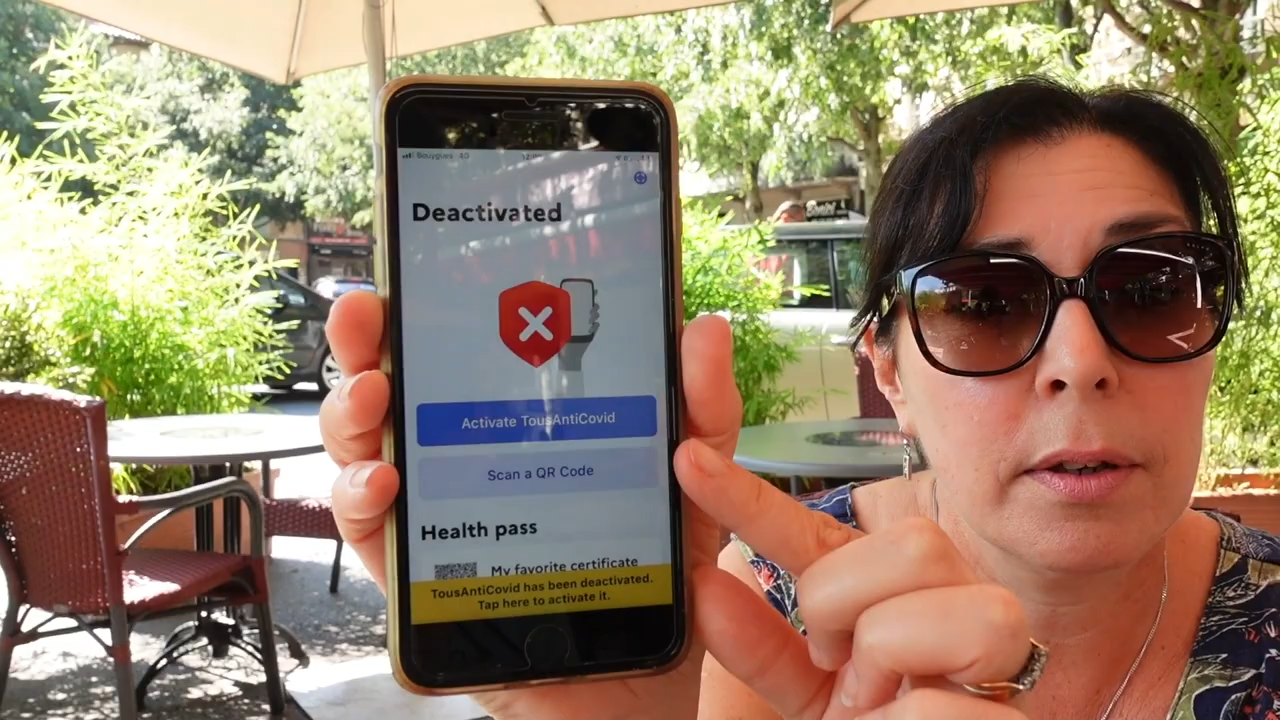 Bouygues 4G
Deactivated
Activate TousAntiCovid
Scan a QR Code
Health pass
My favorite certificate
TousAntiCovid has been deactivated.
Tap here to activate it.